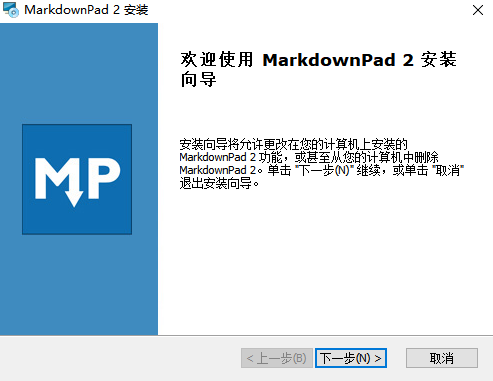 MarkdownPad 2 安装
欢迎使用 MarkdownPad 2 安装
向导
MP
安装向导将允许更改在您的计算机上安装的
MarkdownPad 2 功能，或甚至从您的计算机中删除
MarkdownPad 2。单击 "下一步(N)" 继续，或单击 "取消"
退出安装向导。
< 上一步(B)
下一步(N) >
取消